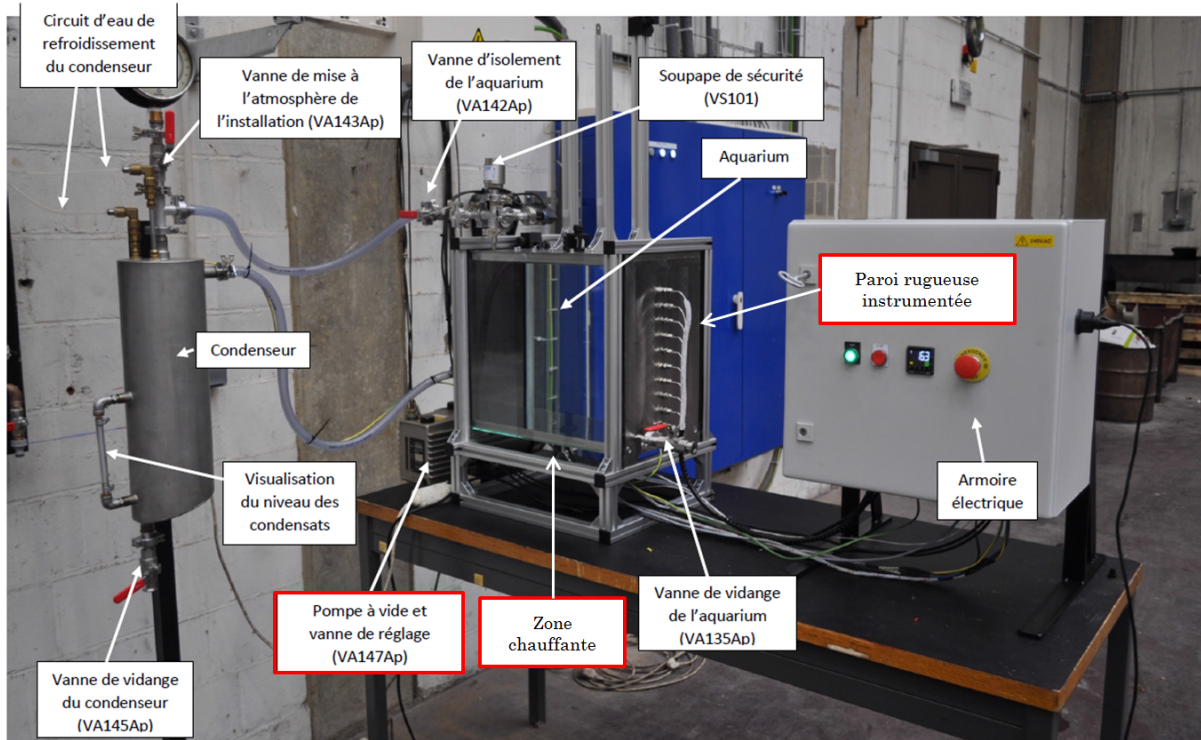 Circuit d'eau de
refroidissement
du condenseur
Vanne de mise à
l'atmosphère de
l'installation (VA143Ap)
Vanne d'isolement
de l'aquarium
(VA142Ap)
Soupape de sécurité
(VS101)
Aquarium
Paroi rugueuse
instrumentée
Condenseur
Visualisation
du niveau des
condensats
Armoire
électrique
Pompe à vide et
vanne de réglage
(VA147Ap)
Zone
chauffante
Vanne de vidange
de l'aquarium
(VA135Ap)
Vanne de vidange
du condenseur
(VA145Ap)